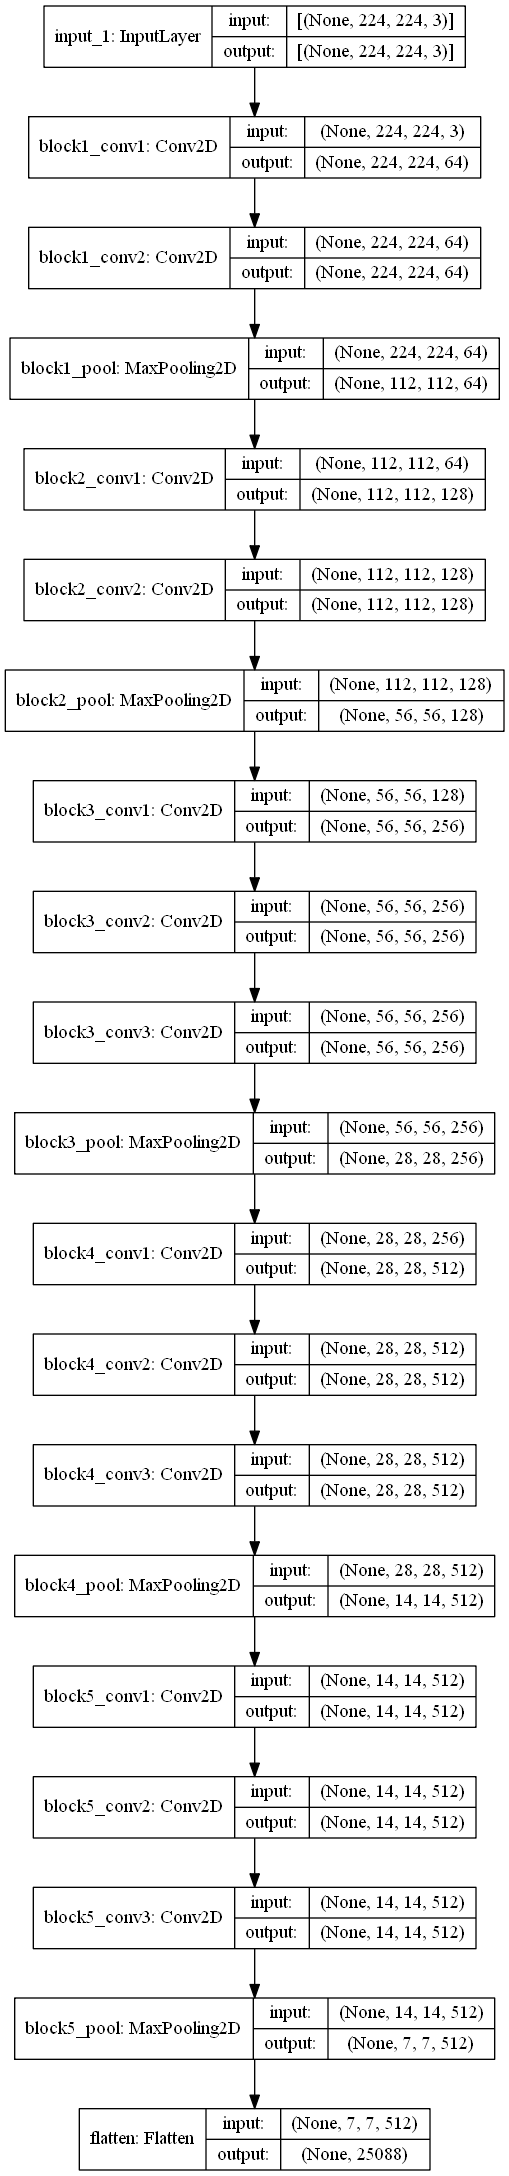 input_1: InputLayer
input: [(None, 224, 224, 3)]
output: [(None, 224, 224, 3)]
block1_conv1: Conv2D
input: (None, 224, 224, 3)
output: (None, 224, 224, 64)
block1_conv2: Conv2D
input: (None, 224, 224, 64)
output: (None, 224, 224, 64)
block1_pool: MaxPooling2D
input: (None, 224, 224, 64)
output: (None, 112, 112, 64)
block2_conv1: Conv2D
input: (None, 112, 112, 64)
output: (None, 112, 112, 128)
block2_conv2: Conv2D
input: (None, 112, 112, 128)
output: (None, 112, 112, 128)
block2_pool: MaxPooling2D
input: (None, 112, 112, 128)
output: (None, 56, 56, 128)
block3_conv1: Conv2D
input: (None, 56, 56, 128)
output: (None, 56, 56, 256)
block3_conv2: Conv2D
input: (None, 56, 56, 256)
output: (None, 56, 56, 256)
block3_conv3: Conv2D
input: (None, 56, 56, 256)
output: (None, 56, 56, 256)
block3_pool: MaxPooling2D
input: (None, 56, 56, 256)
output: (None, 28, 28, 256)
block4_conv1: Conv2D
input: (None, 28, 28, 256)
output: (None, 28, 28, 512)
block4_conv2: Conv2D
input: (None, 28, 28, 512)
output: (None, 28, 28, 512)
block4_conv3: Conv2D
input: (None, 28, 28, 512)
output: (None, 28, 28, 512)
block4_pool: MaxPooling2D
input: (None, 28, 28, 512)
output: (None, 14, 14, 512)
block5_conv1: Conv2D
input: (None, 14, 14, 512)
output: (None, 14, 14, 512)
block5_conv2: Conv2D
input: (None, 14, 14, 512)
output: (None, 14, 14, 512)
block5_conv3: Conv2D
input: (None, 14, 14, 512)
output: (None, 14, 14, 512)
block5_pool: MaxPooling2D
input: (None, 14, 14, 512)
output: (None, 7, 7, 512)
flatten: Flatten
input: (None, 7, 7, 512)
output: (None, 25088)